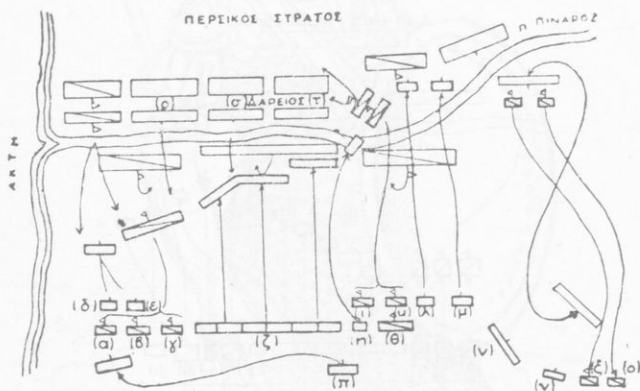 ΠΕΡΣΙΚΟΣ ΣΤΡΑΤΟΣ
Π. ΠΙΝΑΡΟΣ
(ρ) (σ) ΔΑΡΕΙΟΣ (τ)
ΑΚΤΗ
(δ) (ε)
(ι) (κ) (λ) (μ)
(α) (β) (χ) (ζ) (η) (θ)
(ν) (ξ) (ο)
(π) (ν)